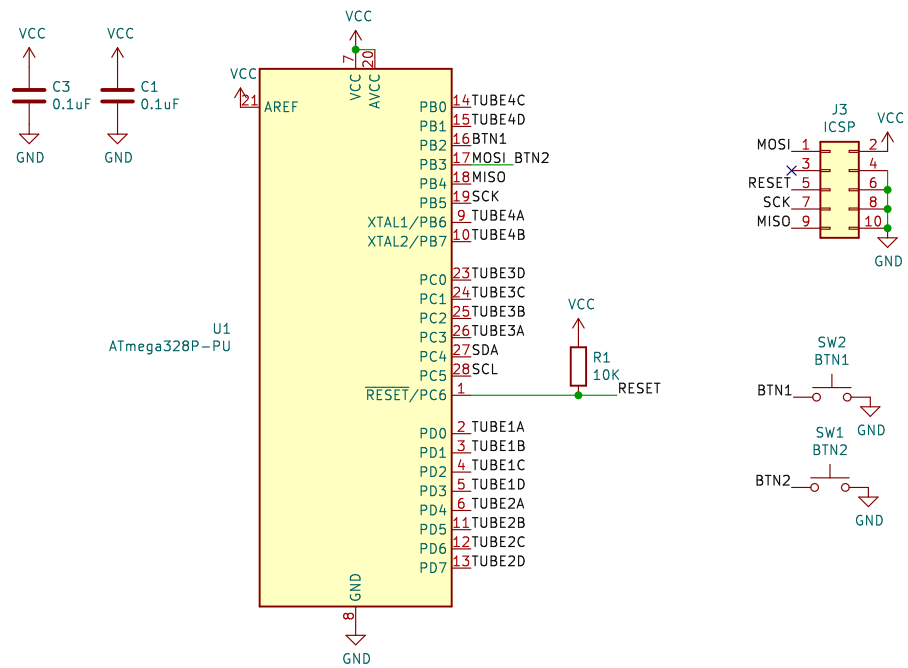 VCC
GND
C3
0.1uF
VCC
GND
C1
0.1uF
VCC
7
20
VCC
AVCC
VCC
21
AREF
U1
ATmega328P-PU
PB0 14 TUBE4C
PB1 15 TUBE4D
PB2 16 BTN1
PB3 17 MOSI BTN2
PB4 18 MISO
PB5 19 SCK
XTAL1/PB6 9 TUBE4A
XTAL2/PB7 10 TUBE4B
PC0 23 TUBE3D
PC1 24 TUBE3C
PC2 25 TUBE3B
PC3 26 TUBE3A
PC4 27 SDA
PC5 28 SCL
RESET/PC6 1 RESET
PD0 2 TUBE1A
PD1 3 TUBE1B
PD2 4 TUBE1C
PD3 5 TUBE1D
PD4 6 TUBE2A
PD5 11 TUBE2B
PD6 12 TUBE2C
PD7 13 TUBE2D
GND
8
GND
VCC
R1
10K
J3
ICSP
VCC
MOSI 1 2
3 4
RESET 5 6
SCK 7 8
MISO 9 10
GND
SW2
BTN1
BTN1
GND
SW1
BTN2
BTN2
GND